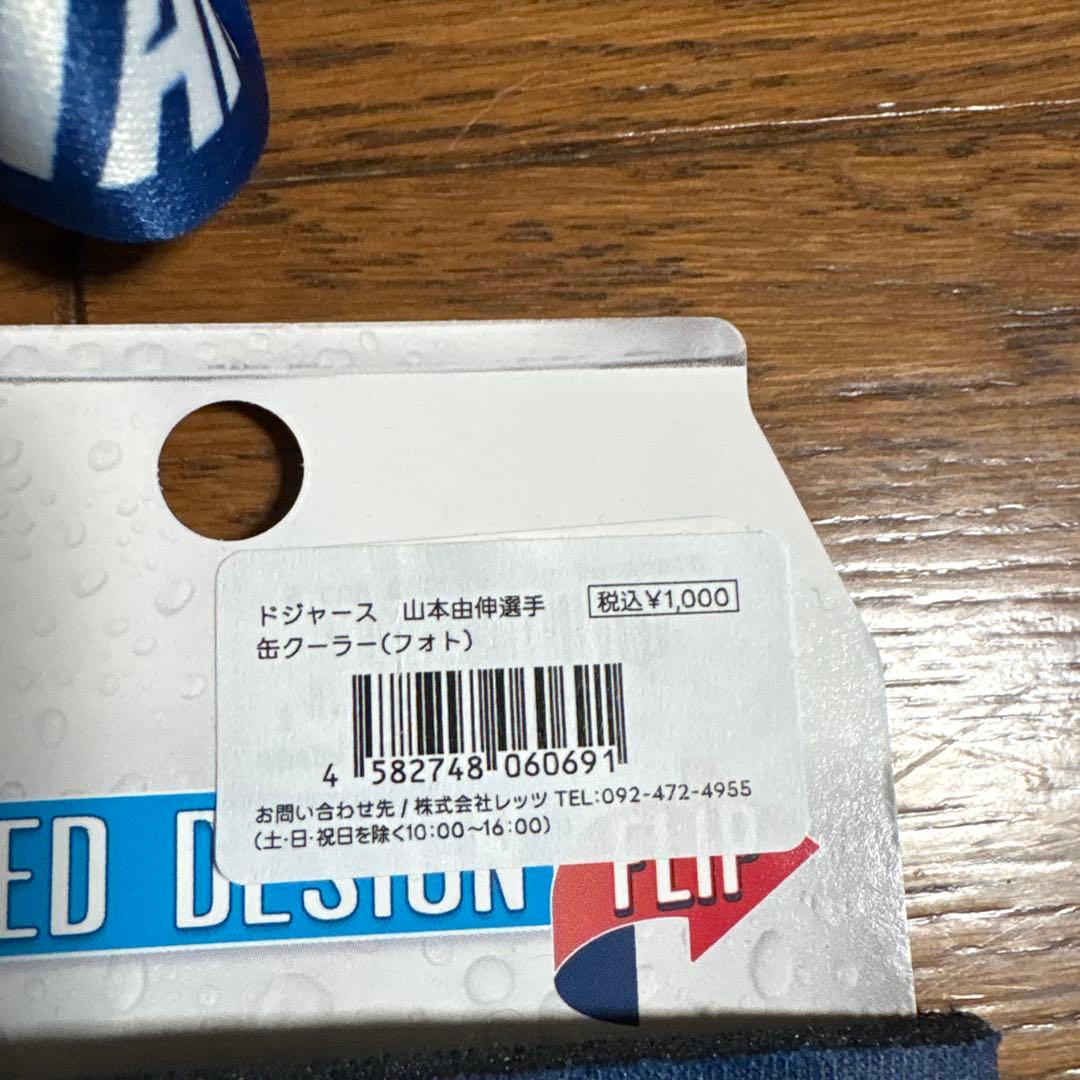 ドジャース 山本由伸選手 税込¥1,000
缶クーラー(フォト)
4 582748 060691
お問い合わせ先/株式会社レッツ TEL:092-472-4955
(土・日・祝日を除く10:00〜16:00)
ED DESIGN FLIP